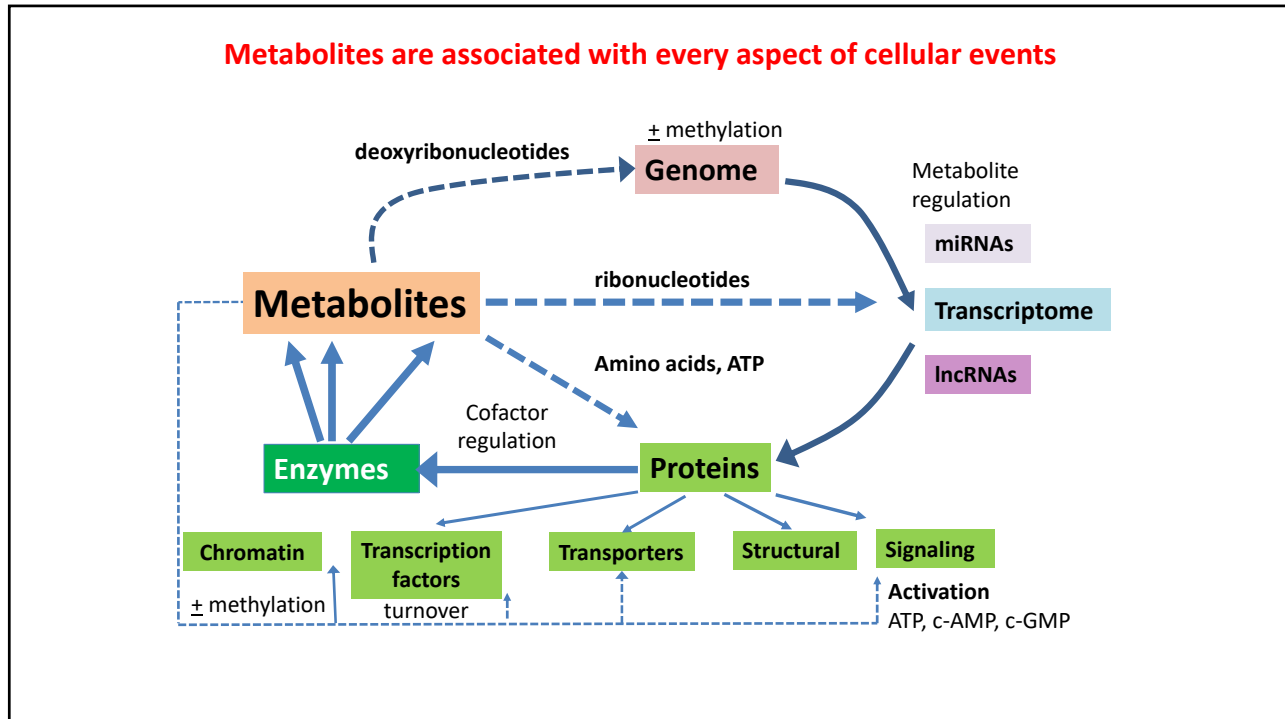 Metabolites are associated with every aspect of cellular events
± methylation
deoxyribonucleotides
Genome
Metabolite
regulation
miRNAs
ribonucleotides
Metabolites
Transcriptome
Amino acids, ATP
lncRNAs
Cofactor
regulation
Enzymes
Proteins
Chromatin
Transcription
factors
Transporters
Structural
Signaling
± methylation
turnover
Activation
ATP, c-AMP, c-GMP